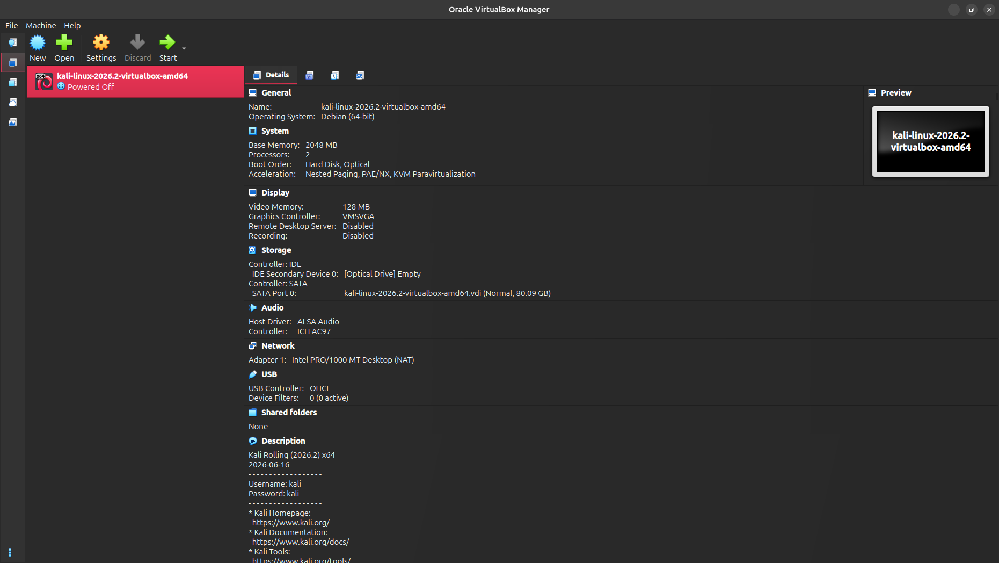 Oracle VirtualBox Manager
File Machine Help
New Open Settings Discard Start
x64
kali-linux-2026.2-virtualbox-amd64
Powered Off
Details
General
Name: kali-linux-2026.2-virtualbox-amd64
Operating System: Debian (64-bit)
Preview
kali-linux-2026.2-
virtualbox-amd64
System
Base Memory: 2048 MB
Processors: 2
Boot Order: Hard Disk, Optical
Acceleration: Nested Paging, PAE/NX, KVM Paravirtualization
Display
Video Memory: 128 MB
Graphics Controller: VMSVGA
Remote Desktop Server: Disabled
Recording: Disabled
Storage
Controller: IDE
IDE Secondary Device 0: [Optical Drive] Empty
Controller: SATA
SATA Port 0: kali-linux-2026.2-virtualbox-amd64.vdi (Normal, 80.09 GB)
Audio
Host Driver: ALSA Audio
Controller: ICH AC97
Network
Adapter 1: Intel PRO/1000 MT Desktop (NAT)
USB
USB Controller: OHCI
Device Filters: 0 (0 active)
Shared folders
None
Description
Kali Rolling (2026.2) x64
2026-06-16
- - - - - - - - - - - - - - - - - -
Username: kali
Password: kali
- - - - - - - - - - - - - - - - - -
* Kali Homepage:
https://www.kali.org/
* Kali Documentation:
https://www.kali.org/docs/
* Kali Tools:
https://www.kali.org/tools/